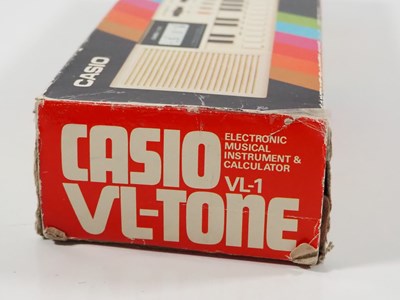 CASIO
CASIO
ELECTRONIC
MUSICAL
INSTRUMENT &
CALCULATOR
VL-1
VL-TONE